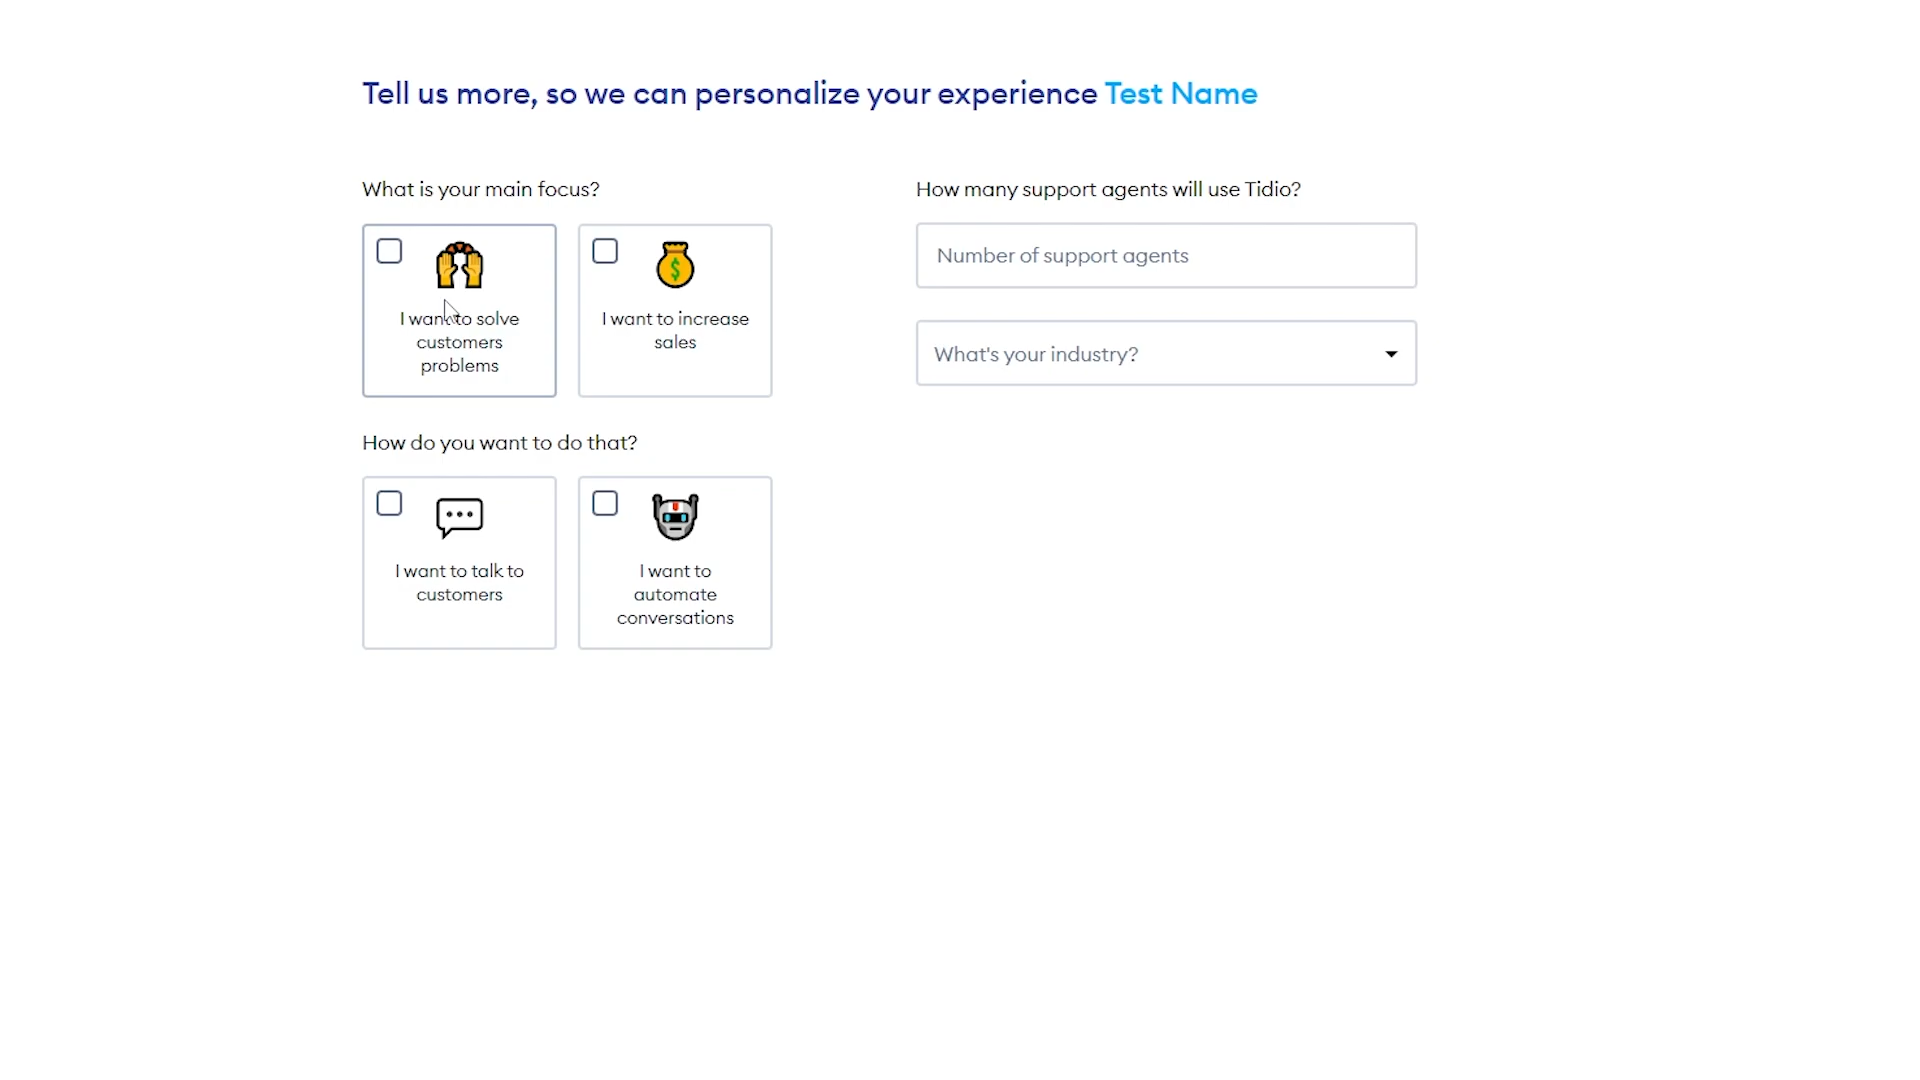 Tell us more, so we can personalize your experience Test Name
What is your main focus?
I want to solve
customers
problems
I want to increase
sales
How do you want to do that?
I want to talk to
customers
I want to
automate
conversations
How many support agents will use Tidio?
Number of support agents
What's your industry?